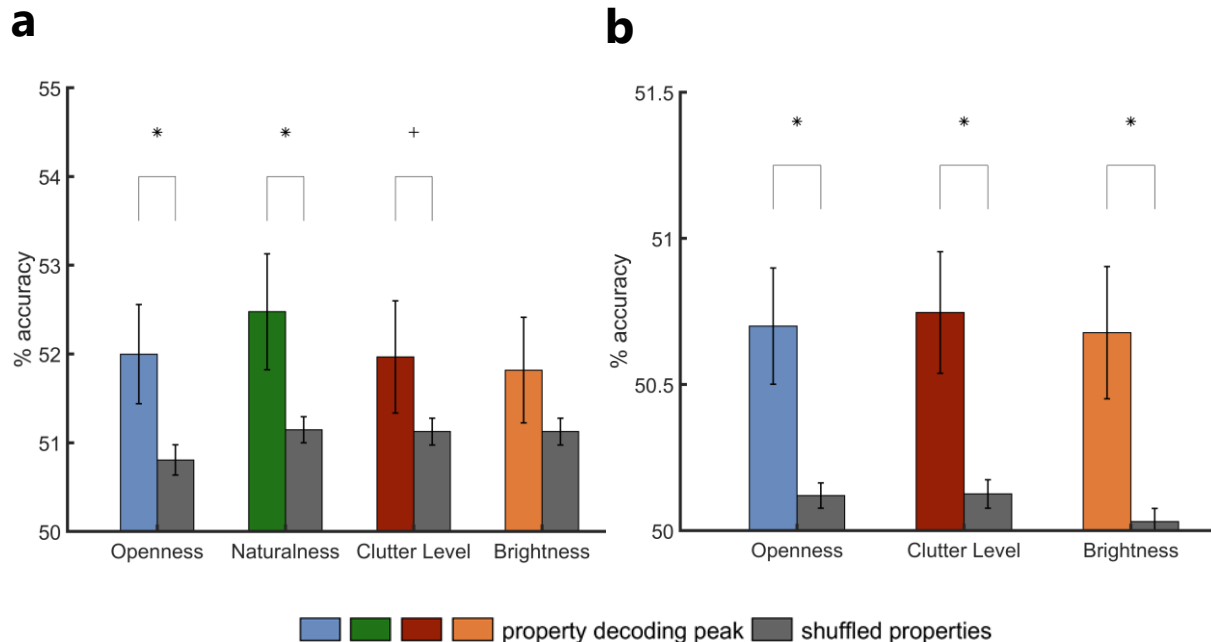 a
b
55
54
53
52
51
50
% accuracy
* * +
Openness Naturalness Clutter Level Brightness
51.5
51
50.5
50
% accuracy
* * *
Openness Clutter Level Brightness
property decoding peak shuffled properties